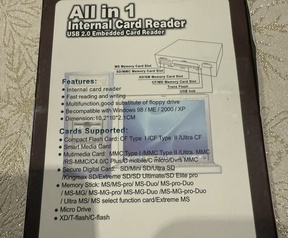 All in 1
Internal Card Reader
USB 2.0 Embedded Card Reader
MS Memory Card Slot
SD/MMC Memory Card Slot
XD/SM Memory Card Slot
CF/MD Memory Card Slot
Trans Flash
USB hub
Features:
• Internal card reader
• Fast reading and writing
• Multifunction,good substitute of floppy drive
• Becompatible with Windows 98 / ME / 2000 / XP
• Dimension:10.2*10*2.1CM
Cards Supported:
• Compact Flash Card: CF Type I/CF Type II /Ultra CF
• Smart Media Card
• Mutimedia Card: MMC Type I /MMC Type II /Ultra MMC
RS-MMC/C4.0/C Plus/C mobile/C micro/Dv/t MMC
• Secure Digital Card: SD/Mini SD/Ultra SD
/Kingmax SD/Extreme SD/SD Ultimate/SD Elite pro
• Memory Stick: MS/MS-pro/ MS-Duo/ MS-pro-Duo
/ MS-MG/ MS-MG-pro/ MS-MG-Duo /MS-MG-pro-Duo
/ Ultra MS/ MS select function card/Extreme MS
• Micro Drive
• XD/T-flash/C-flash